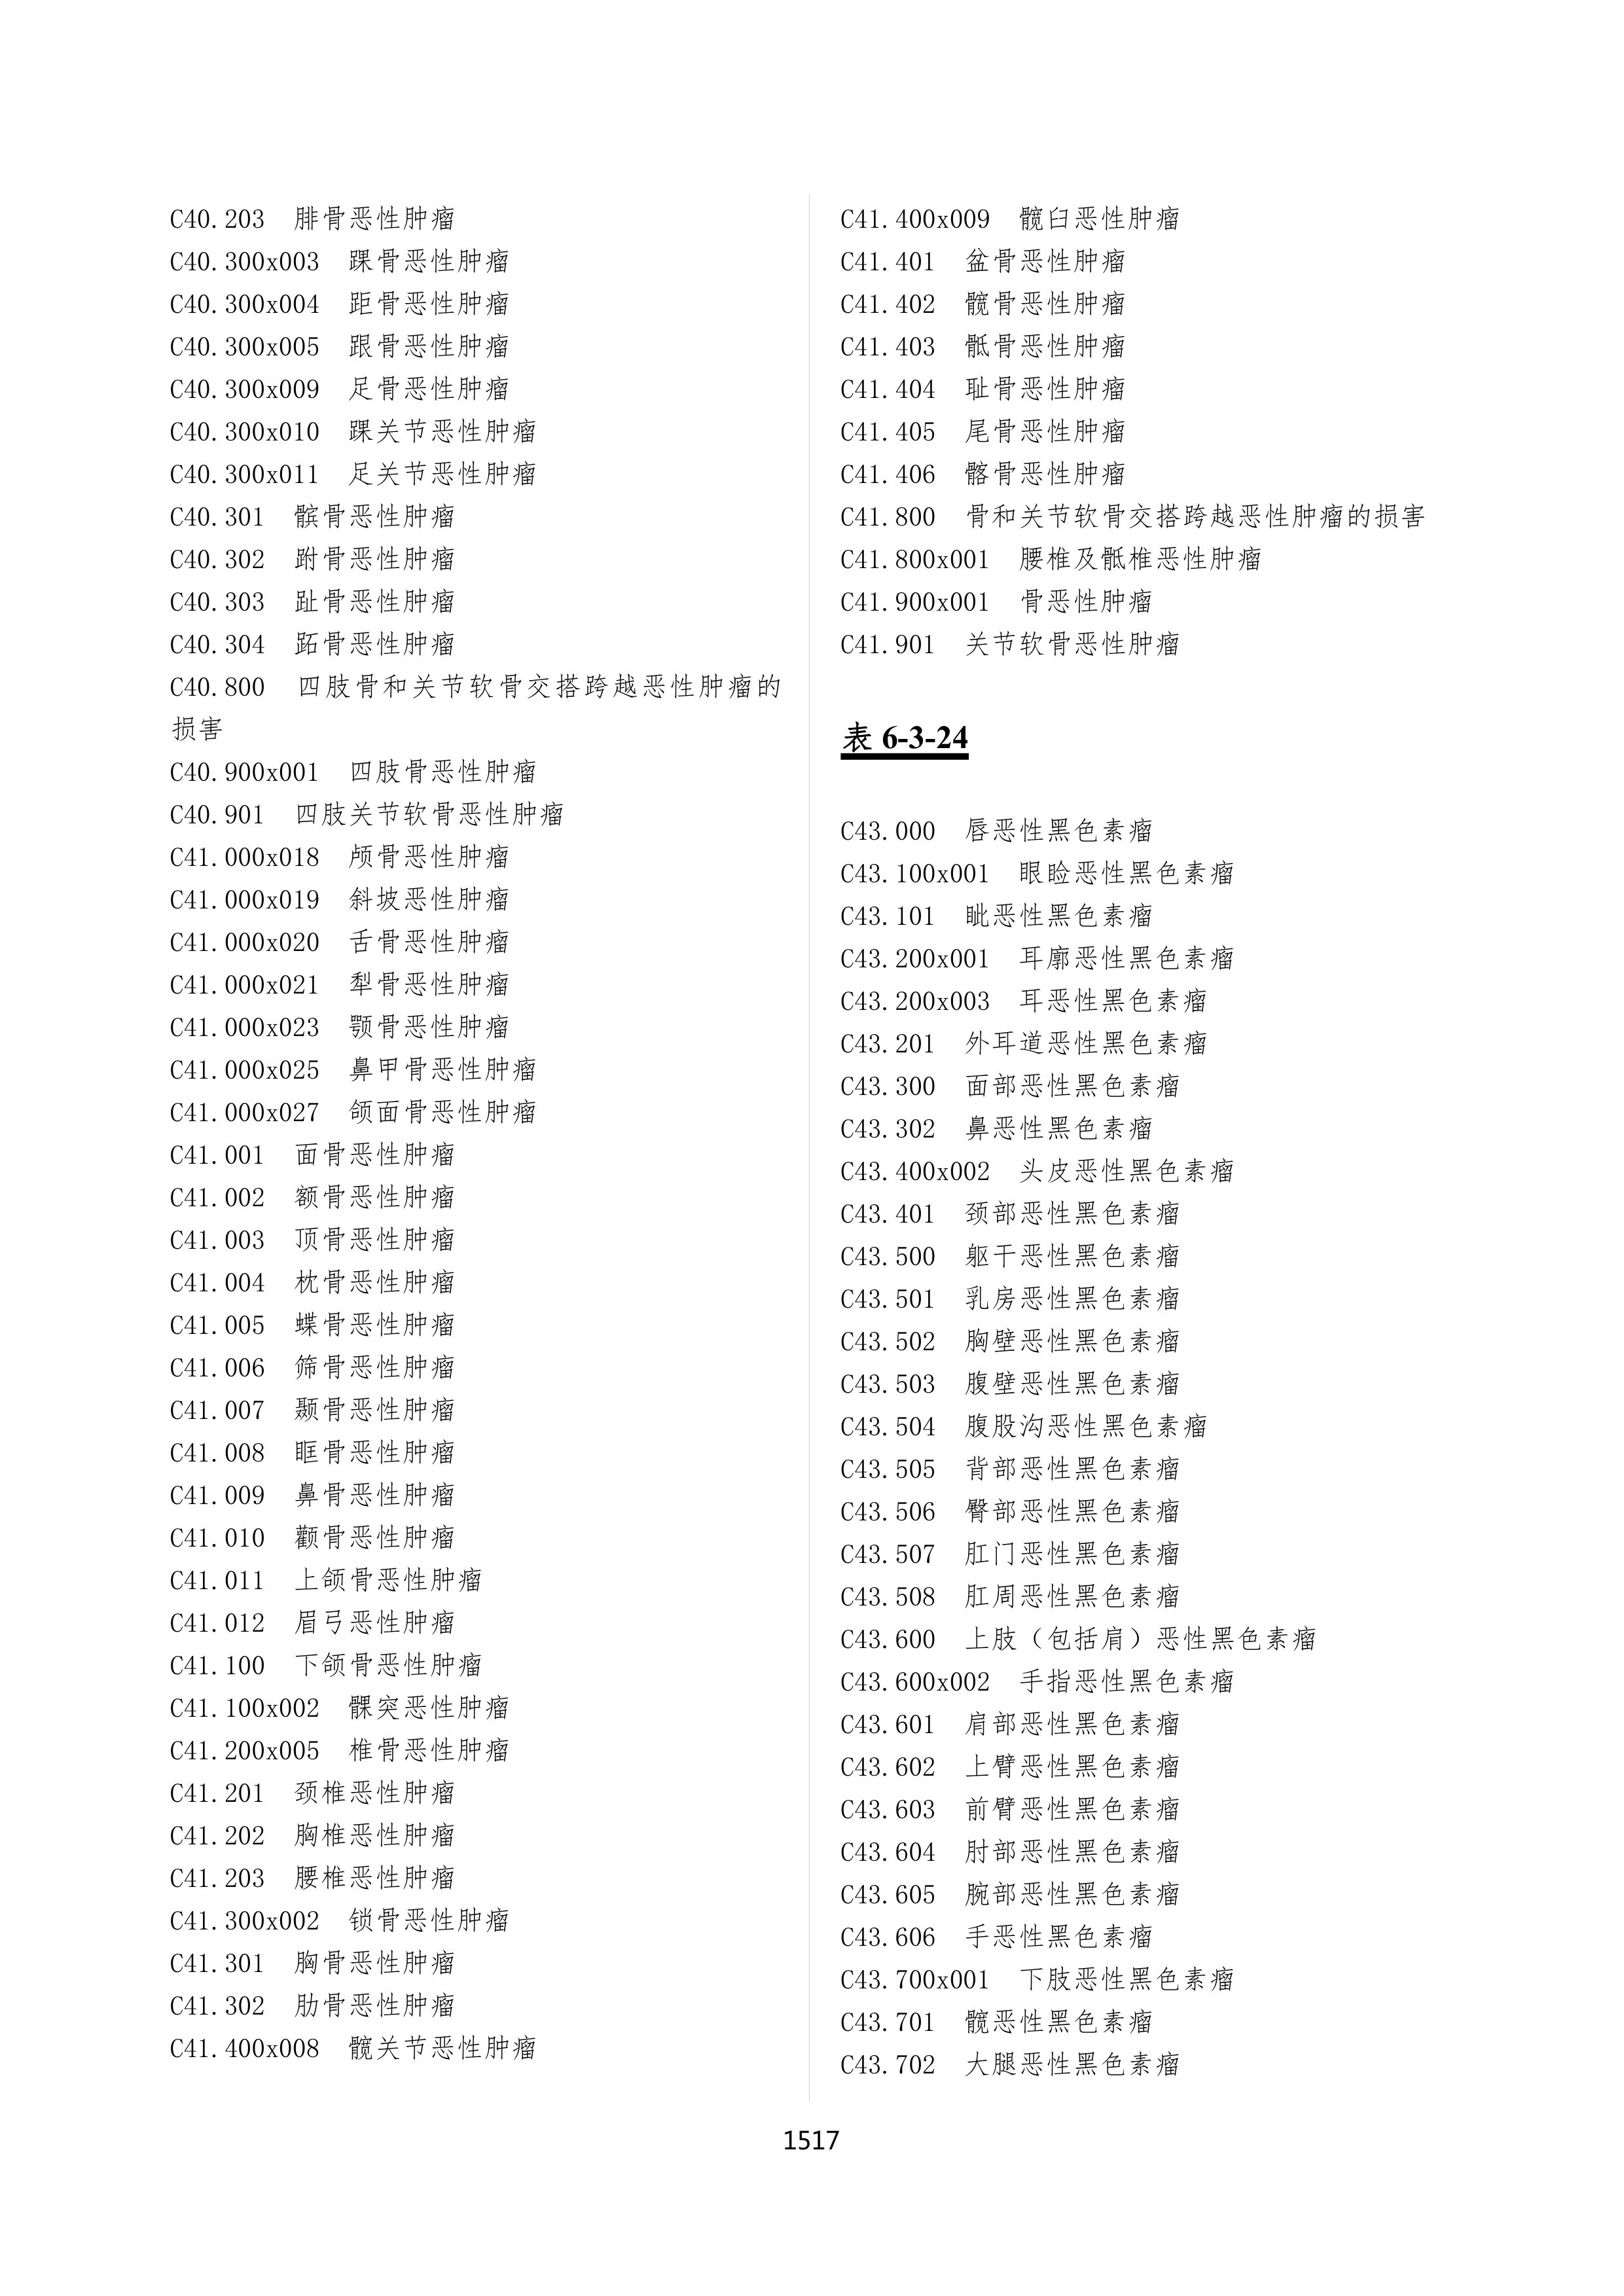 C40.203 腓骨恶性肿瘤
C40.300x003 踝骨恶性肿瘤
C40.300x004 距骨恶性肿瘤
C40.300x005 跟骨恶性肿瘤
C40.300x009 足骨恶性肿瘤
C40.300x010 踝关节恶性肿瘤
C40.300x011 足关节恶性肿瘤
C40.301 髌骨恶性肿瘤
C40.302 跗骨恶性肿瘤
C40.303 趾骨恶性肿瘤
C40.304 跖骨恶性肿瘤
C40.800 四肢骨和关节软骨交搭跨越恶性肿瘤的
损害
C40.900x001 四肢骨恶性肿瘤
C40.901 四肢关节软骨恶性肿瘤
C41.000x018 颅骨恶性肿瘤
C41.000x019 斜坡恶性肿瘤
C41.000x020 舌骨恶性肿瘤
C41.000x021 犁骨恶性肿瘤
C41.000x023 颚骨恶性肿瘤
C41.000x025 鼻甲骨恶性肿瘤
C41.000x027 颌面骨恶性肿瘤
C41.001 面骨恶性肿瘤
C41.002 额骨恶性肿瘤
C41.003 顶骨恶性肿瘤
C41.004 枕骨恶性肿瘤
C41.005 蝶骨恶性肿瘤
C41.006 筛骨恶性肿瘤
C41.007 颞骨恶性肿瘤
C41.008 眶骨恶性肿瘤
C41.009 鼻骨恶性肿瘤
C41.010 颧骨恶性肿瘤
C41.011 上颌骨恶性肿瘤
C41.012 眉弓恶性肿瘤
C41.100 下颌骨恶性肿瘤
C41.100x002 髁突恶性肿瘤
C41.200x005 椎骨恶性肿瘤
C41.201 颈椎恶性肿瘤
C41.202 胸椎恶性肿瘤
C41.203 腰椎恶性肿瘤
C41.300x002 锁骨恶性肿瘤
C41.301 胸骨恶性肿瘤
C41.302 肋骨恶性肿瘤
C41.400x008 髋关节恶性肿瘤
C41.400x009 髋臼恶性肿瘤
C41.401 盆骨恶性肿瘤
C41.402 髋骨恶性肿瘤
C41.403 骶骨恶性肿瘤
C41.404 耻骨恶性肿瘤
C41.405 尾骨恶性肿瘤
C41.406 髂骨恶性肿瘤
C41.800 骨和关节软骨交搭跨越恶性肿瘤的损害
C41.800x001 腰椎及骶椎恶性肿瘤
C41.900x001 骨恶性肿瘤
C41.901 关节软骨恶性肿瘤
表 6-3-24
C43.000 唇恶性黑色素瘤
C43.100x001 眼睑恶性黑色素瘤
C43.101 眦恶性黑色素瘤
C43.200x001 耳廓恶性黑色素瘤
C43.200x003 耳恶性黑色素瘤
C43.201 外耳道恶性黑色素瘤
C43.300 面部恶性黑色素瘤
C43.302 鼻恶性黑色素瘤
C43.400x002 头皮恶性黑色素瘤
C43.401 颈部恶性黑色素瘤
C43.500 躯干恶性黑色素瘤
C43.501 乳房恶性黑色素瘤
C43.502 胸壁恶性黑色素瘤
C43.503 腹壁恶性黑色素瘤
C43.504 腹股沟恶性黑色素瘤
C43.505 背部恶性黑色素瘤
C43.506 臀部恶性黑色素瘤
C43.507 肛门恶性黑色素瘤
C43.508 肛周恶性黑色素瘤
C43.600 上肢（包括肩）恶性黑色素瘤
C43.600x002 手指恶性黑色素瘤
C43.601 肩部恶性黑色素瘤
C43.602 上臂恶性黑色素瘤
C43.603 前臂恶性黑色素瘤
C43.604 肘部恶性黑色素瘤
C43.605 腕部恶性黑色素瘤
C43.606 手恶性黑色素瘤
C43.700x001 下肢恶性黑色素瘤
C43.701 髋恶性黑色素瘤
C43.702 大腿恶性黑色素瘤
1517